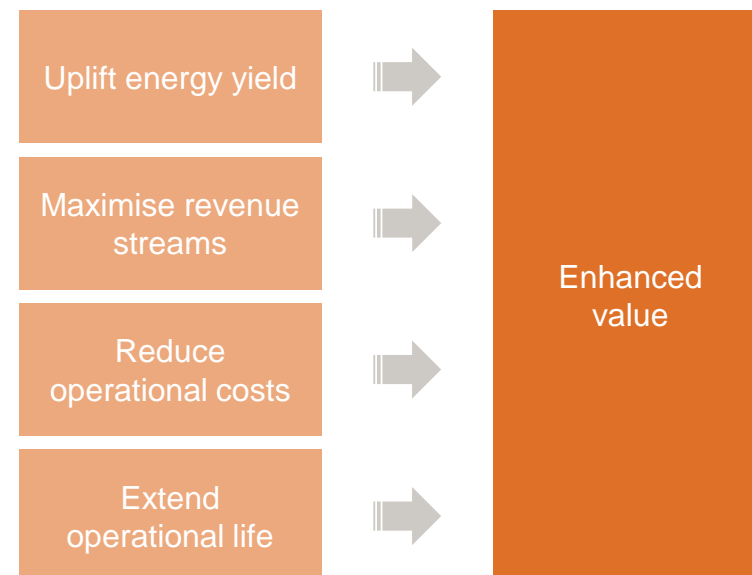 Uplift energy yield
Maximise revenue
streams
Reduce
operational costs
Extend
operational life
Enhanced
value